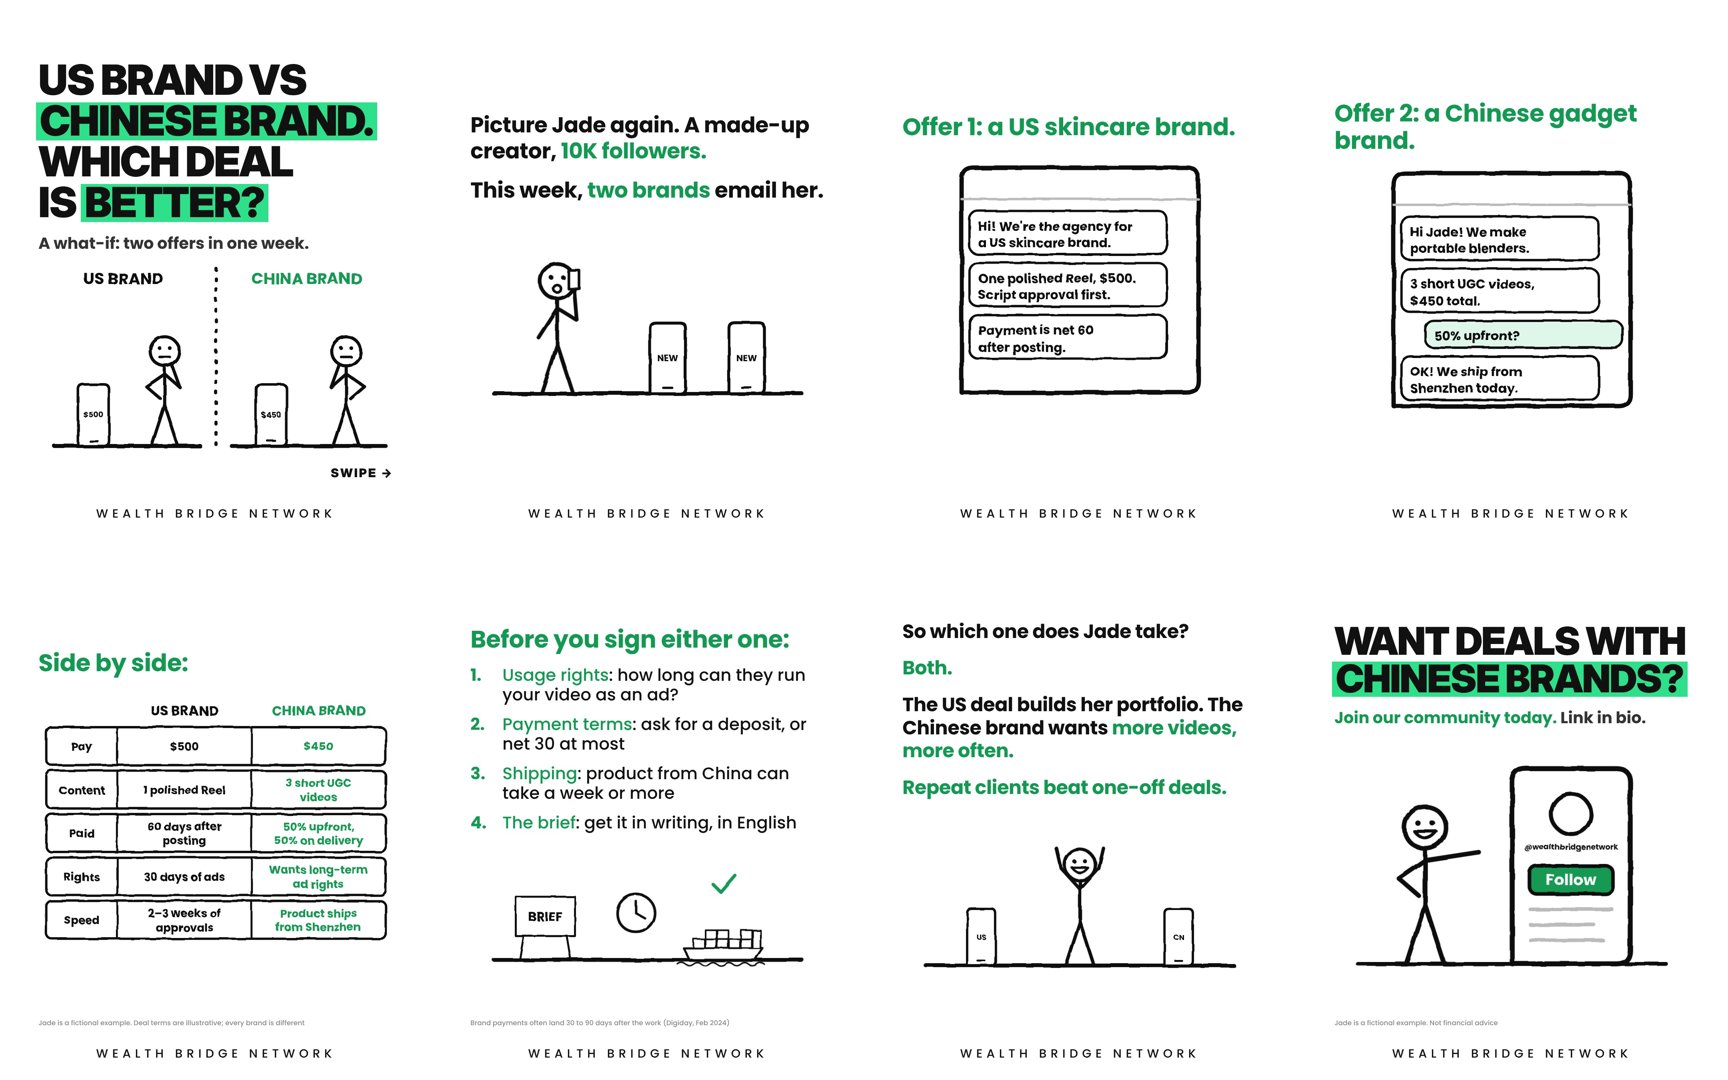 US BRAND VS
CHINESE BRAND.
WHICH DEAL
IS BETTER?
A what-if: two offers in one week.
US BRAND
CHINA BRAND
$500
$450
SWIPE →
WEALTH BRIDGE NETWORK
Picture Jade again. A made-up
creator, 10K followers.
This week, two brands email her.
NEW
NEW
WEALTH BRIDGE NETWORK
Offer 1: a US skincare brand.
Hi! We're the agency for
a US skincare brand.
One polished Reel, $500.
Script approval first.
Payment is net 60
after posting.
WEALTH BRIDGE NETWORK
Offer 2: a Chinese gadget
brand.
Hi Jade! We make
portable blenders.
3 short UGC videos,
$450 total.
50% upfront?
OK! We ship from
Shenzhen today.
WEALTH BRIDGE NETWORK
Side by side:
US BRAND
CHINA BRAND
Pay
$500
$450
Content
1 polished Reel
3 short UGC
videos
Paid
60 days after
posting
50% upfront,
50% on delivery
Rights
30 days of ads
Wants long-term
ad rights
Speed
2–3 weeks of
approvals
Product ships
from Shenzhen
Jade is a fictional example. Deal terms are illustrative; every brand is different
WEALTH BRIDGE NETWORK
Before you sign either one:
1. Usage rights: how long can they run
your video as an ad?
2. Payment terms: ask for a deposit, or
net 30 at most
3. Shipping: product from China can
take a week or more
4. The brief: get it in writing, in English
BRIEF
Brand payments often land 30 to 90 days after the work (Digiday, Feb 2024)
WEALTH BRIDGE NETWORK
So which one does Jade take?
Both.
The US deal builds her portfolio. The
Chinese brand wants more videos,
more often.
Repeat clients beat one-off deals.
US
CN
WEALTH BRIDGE NETWORK
WANT DEALS WITH
CHINESE BRANDS?
Join our community today. Link in bio.
@wealthbridgenetwork
Follow
Jade is a fictional example. Not financial advice
WEALTH BRIDGE NETWORK